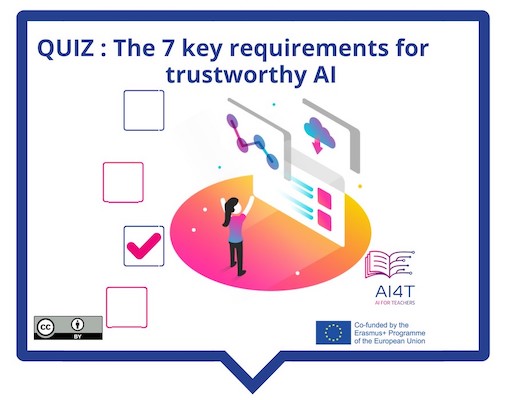 QUIZ : The 7 key requirements for
trustworthy AI
AI4T
AI FOR TEACHERS
CC
BY
Co-funded by the
Erasmus+ Programme
of the European Union